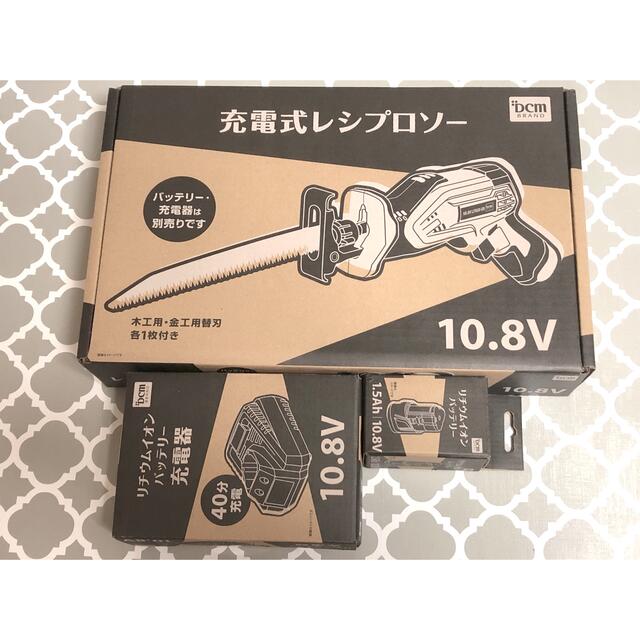 充電式レシプロソー
DCM
BRAND
バッテリー・
充電器は
別売りです
木工用・金工用替刃
各1枚付き
10.8V
10.8V
DCM
BRAND
リチウムイオン
バッテリー
充電器
40分
充電
10.8V
リチウムイオン
バッテリー
1.5Ah 10.8V
DCM